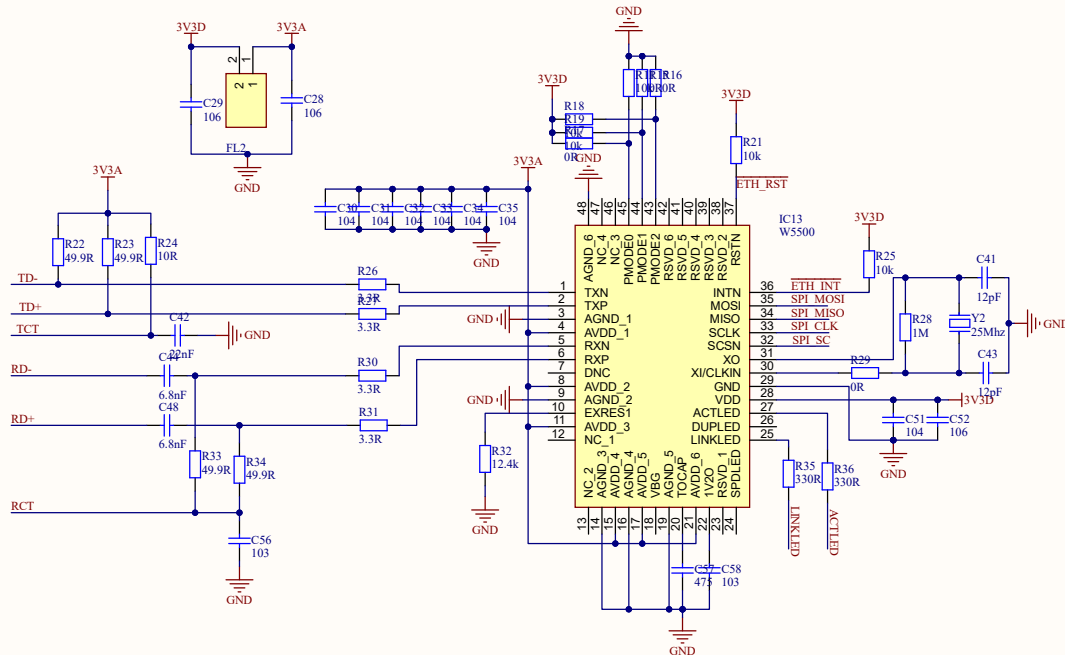 3V3D
3V3A
2
1
2
1
C29
106
C28
106
FL2
GND
GND
3V3D
R18
R19
10k
10k
0R
GND
R16
0R
3V3D
R21
10k
ETH_RST
3V3A
C30
104
C31
104
C32
104
C33
104
C34
104
C35
104
GND
3V3A
R22
49.9R
R23
49.9R
R24
10R
TD-
TD+
TCT
RD-
RD+
RCT
C42
22nF
GND
C44
6.8nF
C48
6.8nF
R26
3.3R
R27
3.3R
R30
3.3R
R31
3.3R
R33
49.9R
R34
49.9R
C56
103
GND
GND
GND
R32
12.4k
GND
IC13
W5500
48
47
46
45
44
43
42
41
40
39
38
37
AGND_6
NC_4
NC_3
PMODE0
PMODE1
PMODE2
RSVD_6
RSVD_5
RSVD_4
RSVD_3
RSVD_2
RSTN
1 TXN
2 TXP
3 AGND_1
4 AVDD_1
5 RXN
6 RXP
7 DNC
8 AVDD_2
9 AGND_2
10 EXRES1
11 AVDD_3
12 NC_1
INTN 36
MOSI 35
MISO 34
SCLK 33
SCSN 32
XO 31
XI/CLKIN 30
GND 29
VDD 28
ACTLED 27
DUPLED 26
LINKLED 25
NC_2
AGND_3
AVDD_4
AGND_4
AVDD_5
VBG
AGND_5
TOCAP
AVDD_6
1V2O
RSVD_1
SPDLED
13
14
15
16
17
18
19
20
21
22
23
24
C57
475
C58
103
GND
3V3D
R25
10k
ETH_INT
SPI_MOSI
SPI_MISO
SPI_CLK
SPI_SC
R29
0R
R28
1M
Y2
25Mhz
C41
12pF
C43
12pF
GND
3V3D
C51
104
C52
106
GND
R35
330R
R36
330R
LINKLED
ACTLED